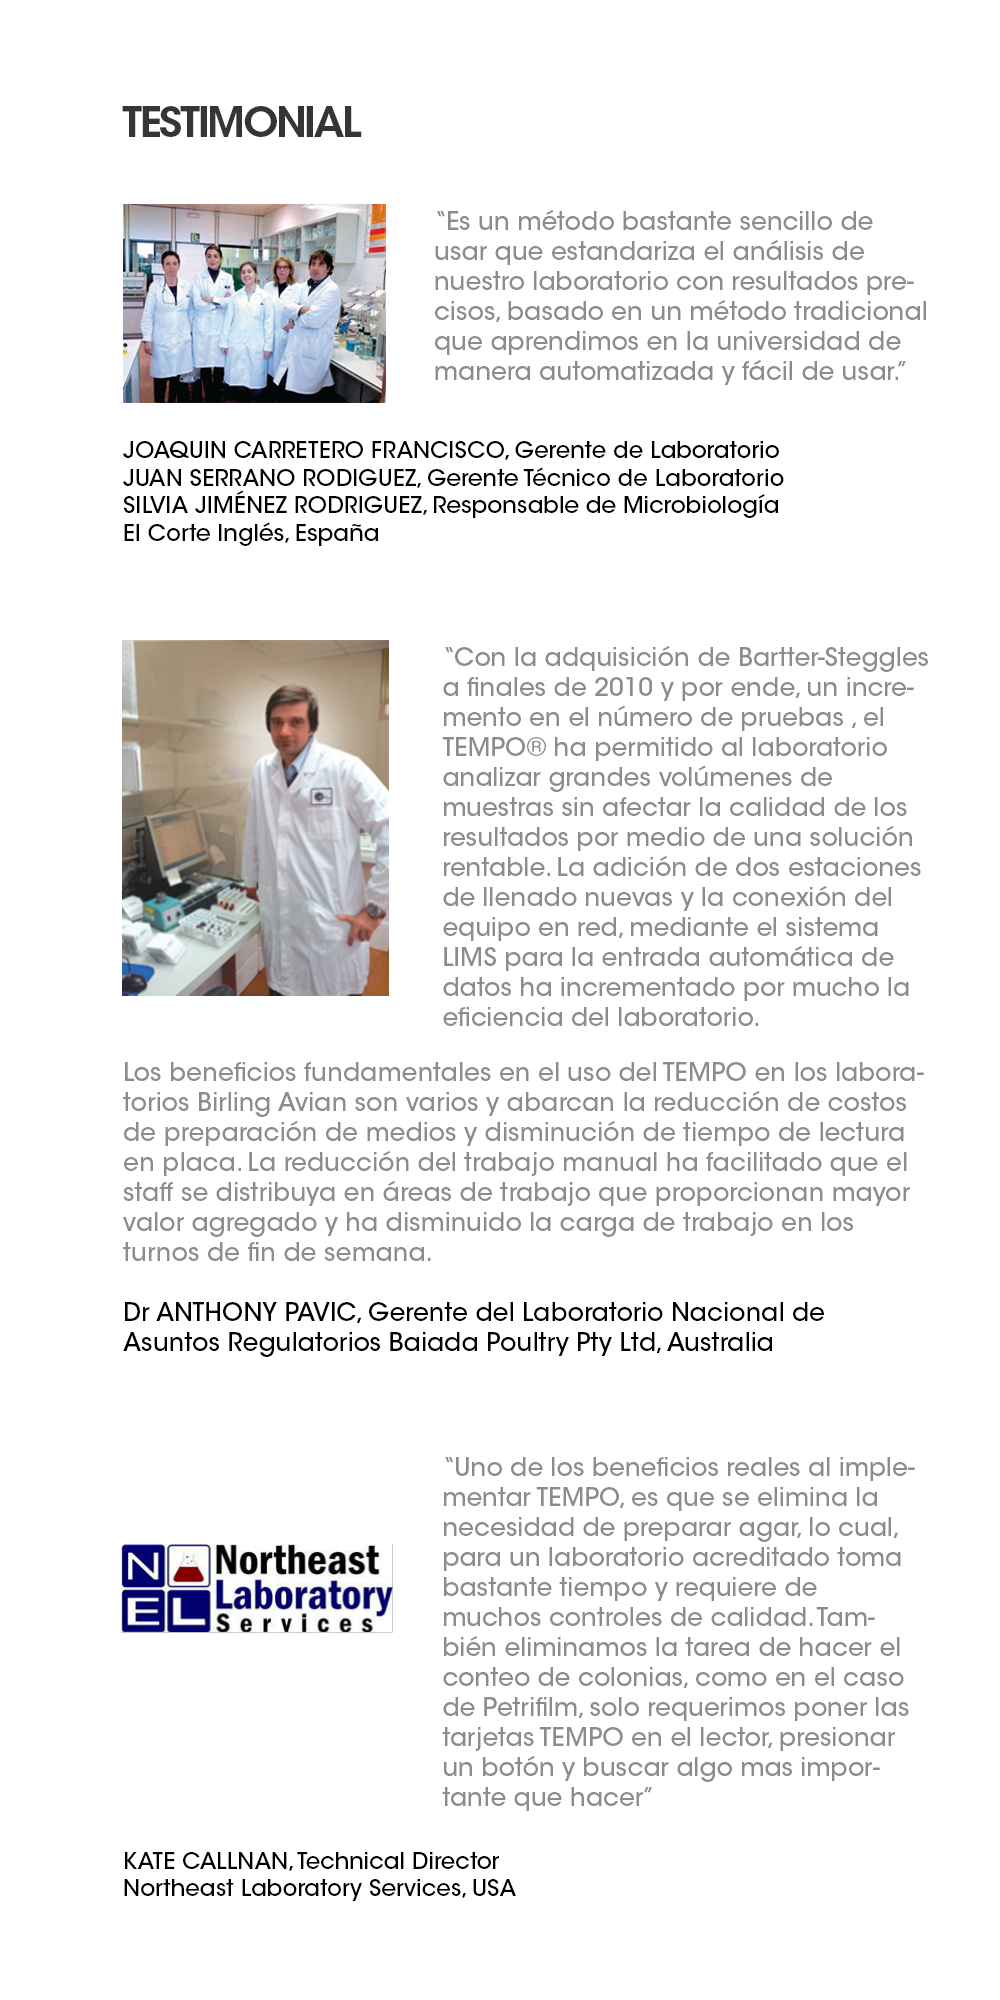 TESTIMONIAL
“Es un método bastante sencillo de
usar que estandariza el análisis de
nuestro laboratorio con resultados pre-
cisos, basado en un método tradicional
que aprendimos en la universidad de
manera automatizada y fácil de usar.”
JOAQUIN CARRETERO FRANCISCO, Gerente de Laboratorio
JUAN SERRANO RODIGUEZ, Gerente Técnico de Laboratorio
SILVIA JIMÉNEZ RODRIGUEZ, Responsable de Microbiología
El Corte Inglés, España
“Con la adquisición de Bartter-Steggles
a finales de 2010 y por ende, un incre-
mento en el número de pruebas , el
TEMPO® ha permitido al laboratorio
analizar grandes volúmenes de
muestras sin afectar la calidad de los
resultados por medio de una solución
rentable. La adición de dos estaciones
de llenado nuevas y la conexión del
equipo en red, mediante el sistema
LIMS para la entrada automática de
datos ha incrementado por mucho la
eficiencia del laboratorio.
Los beneficios fundamentales en el uso del TEMPO en los labora-
torios Birling Avian son varios y abarcan la reducción de costos
de preparación de medios y disminución de tiempo de lectura
en placa. La reducción del trabajo manual ha facilitado que el
staff se distribuya en áreas de trabajo que proporcionan mayor
valor agregado y ha disminuido la carga de trabajo en los
turnos de fin de semana.
Dr ANTHONY PAVIC, Gerente del Laboratorio Nacional de
Asuntos Regulatorios Baiada Poultry Pty Ltd, Australia
“Uno de los beneficios reales al imple-
mentar TEMPO, es que se elimina la
necesidad de preparar agar, lo cual,
para un laboratorio acreditado toma
bastante tiempo y requiere de
muchos controles de calidad. Tam-
bién eliminamos la tarea de hacer el
conteo de colonias, como en el caso
de Petrifilm, solo requerimos poner las
tarjetas TEMPO en el lector, presionar
un botón y buscar algo mas impor-
tante que hacer”
NEL
Northeast
Laboratory
Services
KATE CALLNAN, Technical Director
Northeast Laboratory Services, USA